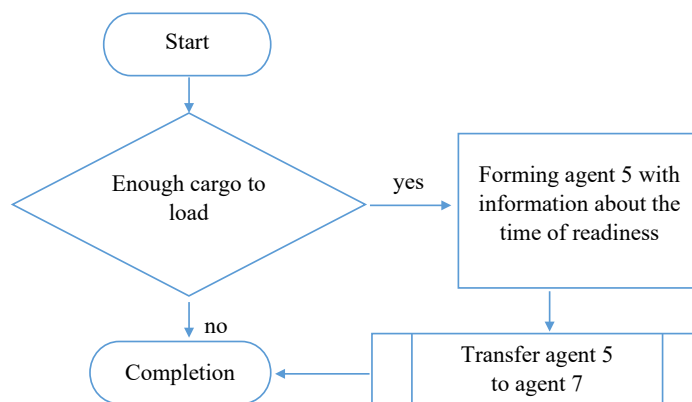 Start
Enough cargo to
load
yes
Forming agent 5 with
information about the
time of readiness
no
Transfer agent 5
to agent 7
Completion